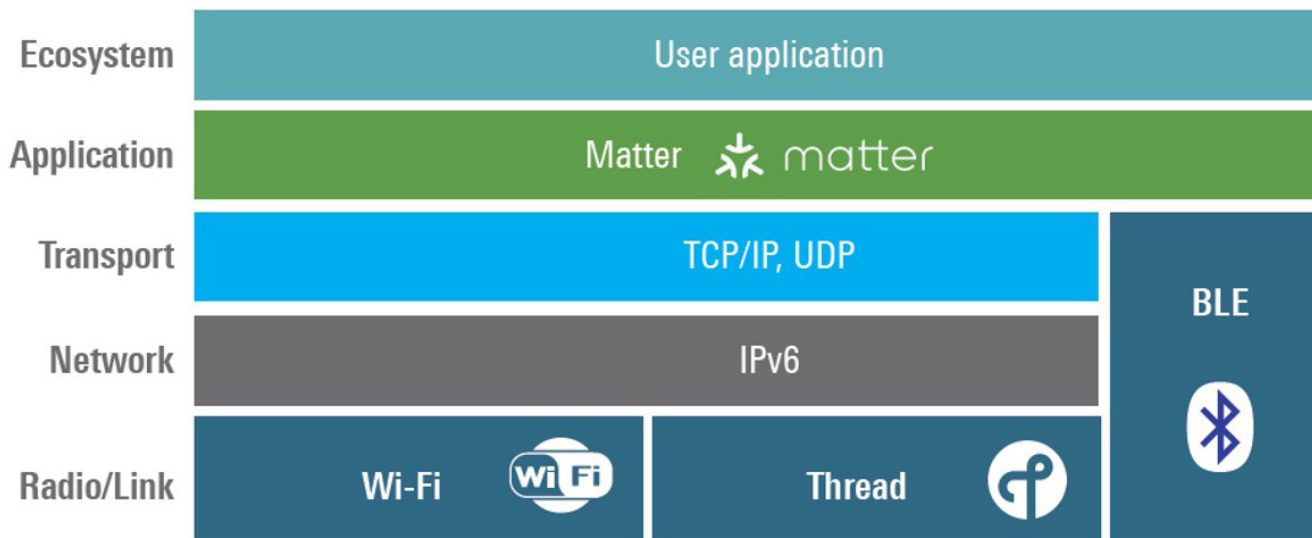 Ecosystem User application
Application Matter matter
Transport TCP/IP, UDP
BLE
Network IPv6
Radio/Link Wi-Fi Wi Fi Thread